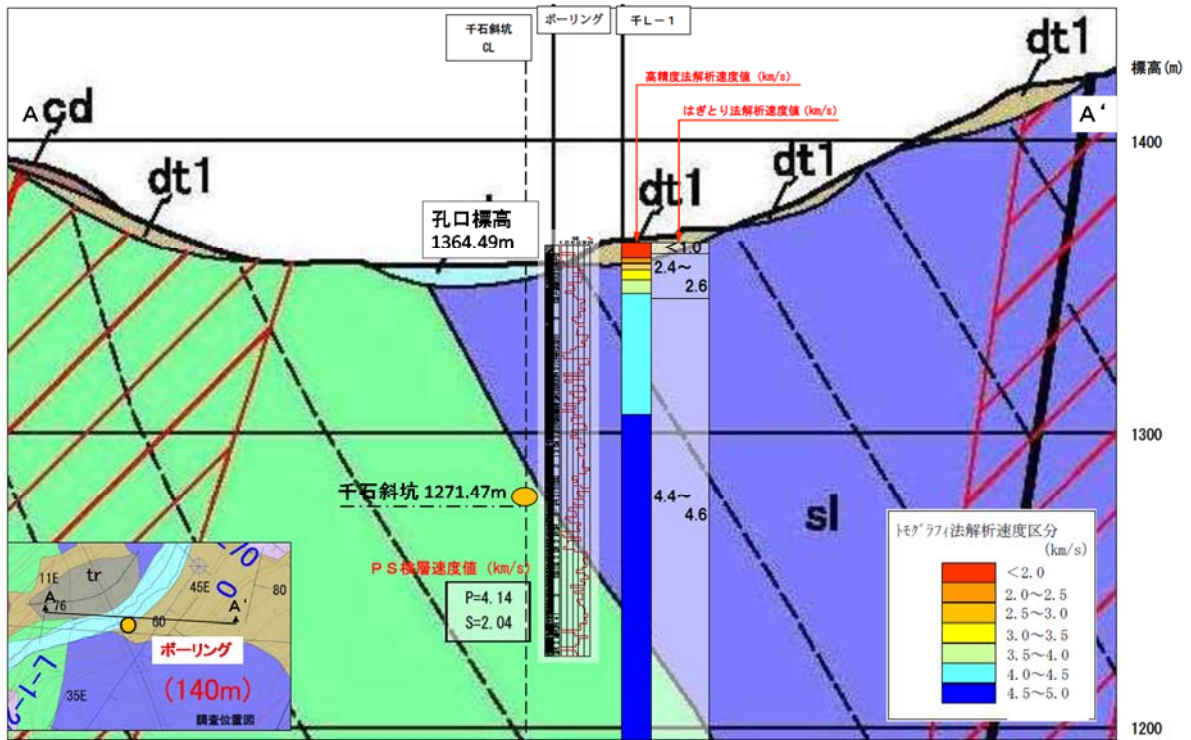 千石斜坑
CL
ボーリング
千L－1
標高(m)
dt1
高精度法解析速度値 (km/s)
はぎとり法解析速度値(km/s)
A
cd
A‘
1400
dt1
dt1
dt1
孔口標高
1364.49m
<1.0
2.4～
2.6
1300
千石斜坑 1271.47m
4.4～
4.6
sl
ﾄﾓｸﾞﾗﾌｨ法解析速度区分
(km/s)
<2.0
2.0～2.5
2.5～3.0
3.0～3.5
3.5～4.0
4.0～4.5
4.5～5.0
PS検層速度値 (km/s)
P=4.14
S=2.04
11E
tr
45E
80
A
76
A‘
60
ボーリング
(140m)
35E
調査位置図
1200